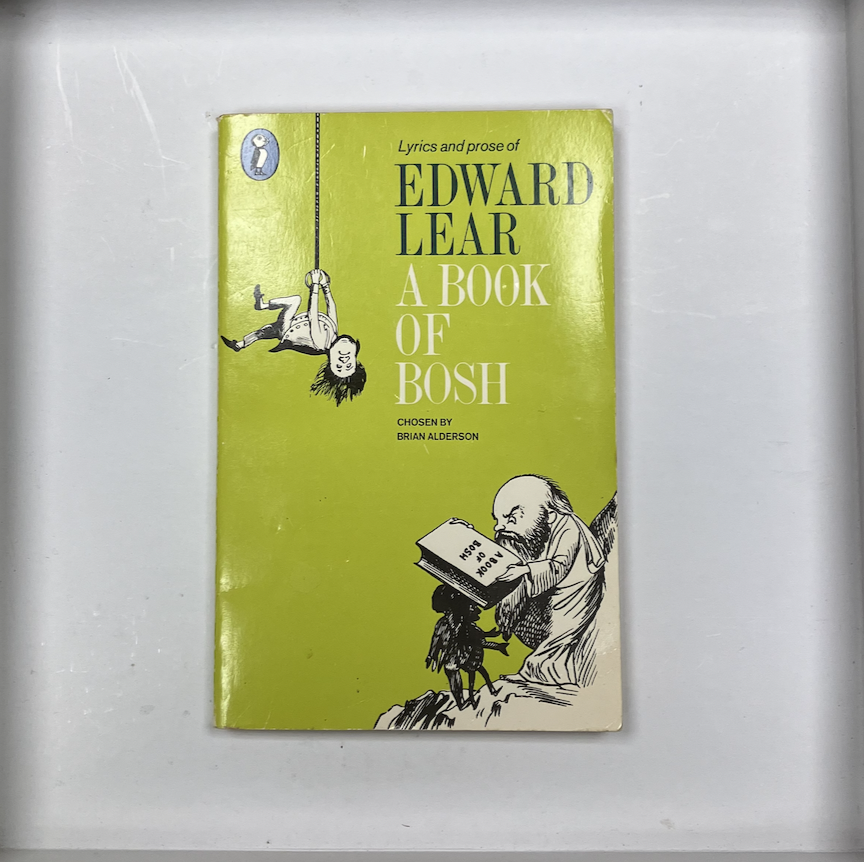 Lyrics and prose of
EDWARD
LEAR
A BOOK
OF
BOSH
CHOSEN BY
BRIAN ALDERSON
A BOOK
OF
BOSH